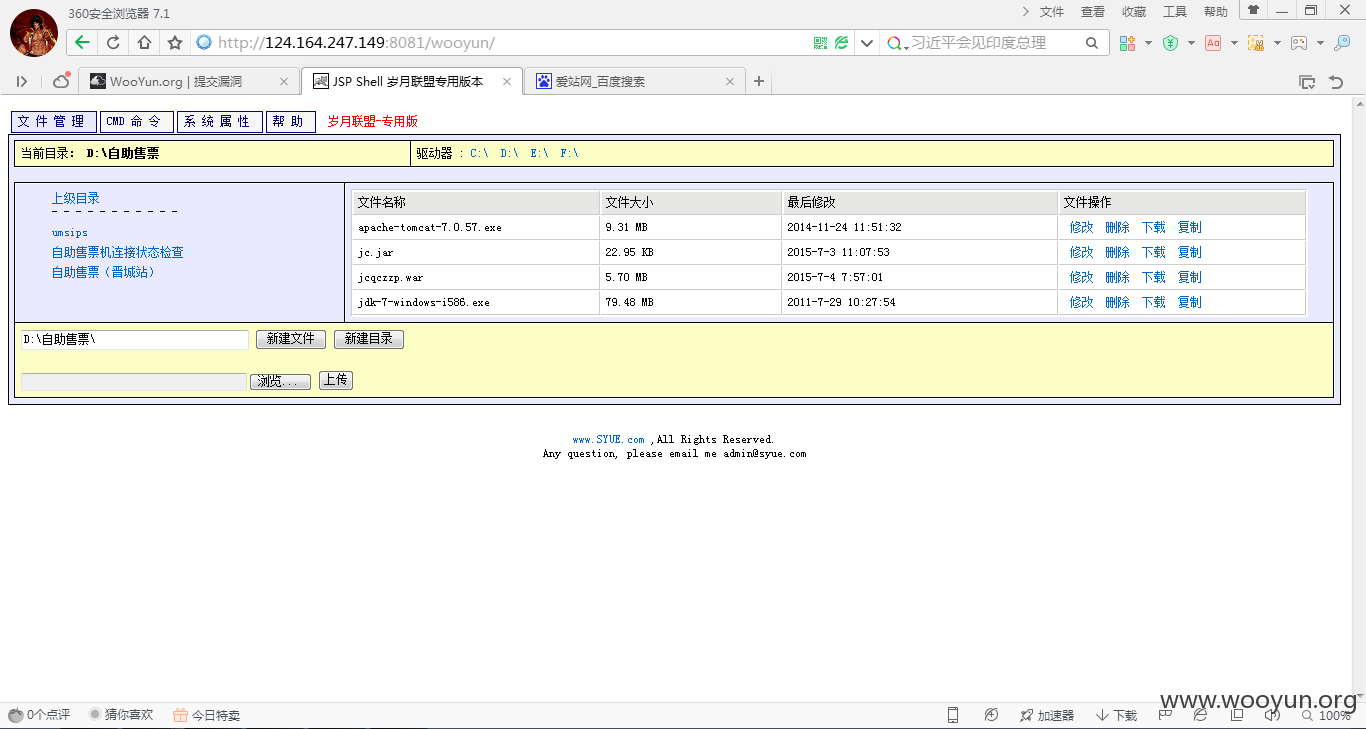 360安全浏览器 7.1
文件 查看 收藏 工具 帮助
http://124.164.247.149:8081/wooyun/
习近平会见印度总理
WooYun.org | 提交漏洞
JSP Shell 岁月联盟专用版本
爱站网_百度搜索
文件管理 CMD命令 系统属性 帮助 岁月联盟-专用版
当前目录： D:\自助售票
驱动器 : C:\ D:\ E:\ F:\
上级目录
- - - - - - - - - - -
umsips
自助售票机连接状态检查
自助售票（晋城站）
文件名称 文件大小 最后修改 文件操作
apache-tomcat-7.0.57.exe 9.31 MB 2014-11-24 11:51:32 修改 删除 下载 复制
jc.jar 22.95 KB 2015-7-3 11:07:53 修改 删除 下载 复制
jcqczzp.war 5.70 MB 2015-7-4 7:57:01 修改 删除 下载 复制
jdk-7-windows-i586.exe 79.48 MB 2011-7-29 10:27:54 修改 删除 下载 复制
D:\自助售票\ 新建文件 新建目录
浏览... 上传
www.SYUE.com ,All Rights Reserved.
Any question, please email me admin@syue.com
www.wooyun.org
0个点评 猜你喜欢 今日特卖
加速器 下载 100%